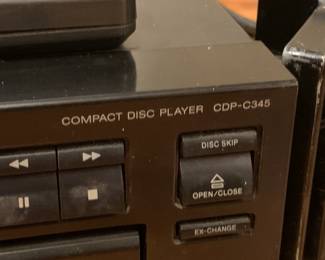 COMPACT DISC PLAYER CDP-C345
DISC SKIP
OPEN/CLOSE
EX-CHANGE